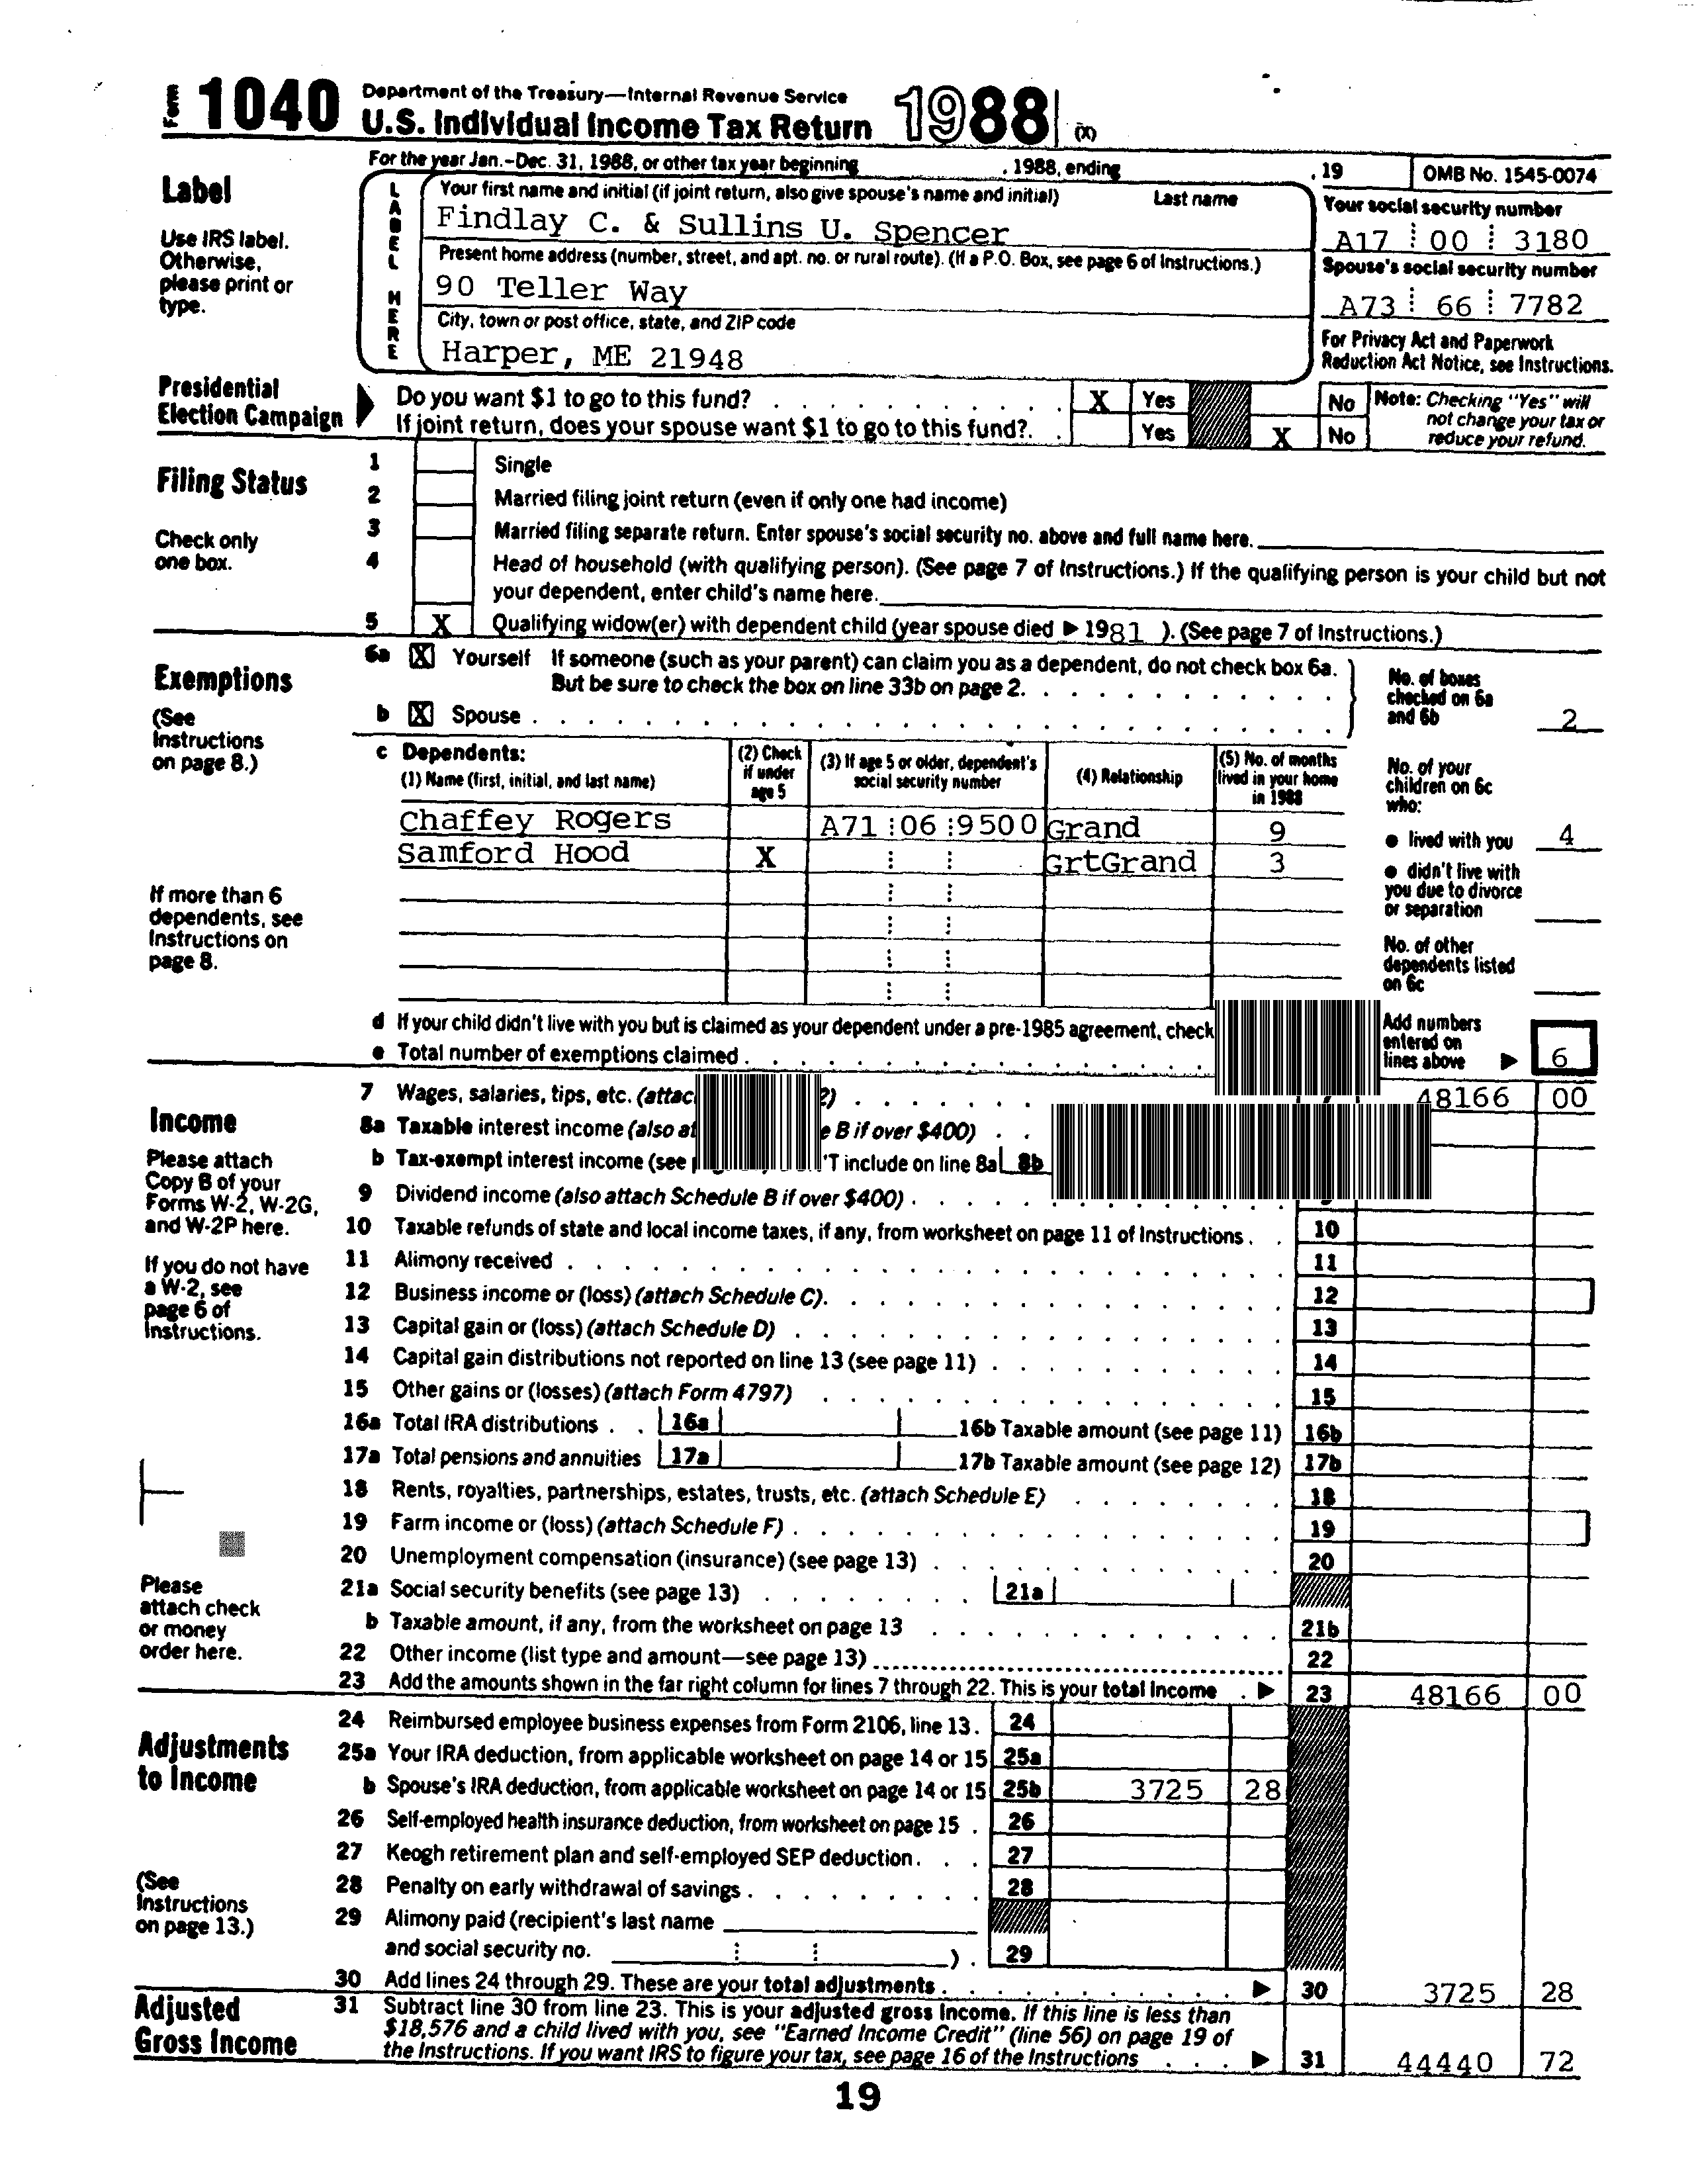 Form 1040 Department of the Treasury—Internal Revenue Service
U.S. Individual Income Tax Return 1988 (X)
For the year Jan.-Dec. 31, 1988, or other tax year beginning , 1988, ending , 19 OMB No. 1545-0074
Label
Use IRS label.
Otherwise,
please print or
type.
LABEL HERE
Your first name and initial (if joint return, also give spouse's name and initial) Last name
Findlay C. & Sullins U. Spencer
Present home address (number, street, and apt. no. or rural route). (If a P.O. Box, see page 6 of Instructions.)
90 Teller Way
City, town or post office, state, and ZIP code
Harper, ME 21948
Your social security number
A17 00 3180
Spouse's social security number
A73 66 7782
For Privacy Act and Paperwork
Reduction Act Notice, see Instructions.
Presidential
Election Campaign
Do you want $1 to go to this fund? X Yes No
If joint return, does your spouse want $1 to go to this fund? Yes X No
Note: Checking "Yes" will
not change your tax or
reduce your refund.
Filing Status
Check only
one box.
1 Single
2 Married filing joint return (even if only one had income)
3 Married filing separate return. Enter spouse's social security no. above and full name here.
4 Head of household (with qualifying person). (See page 7 of Instructions.) If the qualifying person is your child but not
your dependent, enter child's name here.
5 X Qualifying widow(er) with dependent child (year spouse died ▶ 1981 ). (See page 7 of Instructions.)
Exemptions
(See
Instructions
on page 8.)
6a X Yourself If someone (such as your parent) can claim you as a dependent, do not check box 6a.
But be sure to check the box on line 33b on page 2.
b X Spouse
No. of boxes
checked on 6a
and 6b 2
c Dependents:
(1) Name (first, initial, and last name)
(2) Check
if under
age 5
(3) If age 5 or older, dependent's
social security number
(4) Relationship
(5) No. of months
lived in your home
in 1988
Chaffey Rogers A71 06 9500 Grand 9
Samford Hood X GrtGrand 3
No. of your
children on 6c
who:
● lived with you 4
● didn't live with
you due to divorce
or separation
No. of other
dependents listed
on 6c
If more than 6
dependents, see
Instructions on
page 8.
d If your child didn't live with you but is claimed as your dependent under a pre-1985 agreement, check
e Total number of exemptions claimed
Add numbers
entered on
lines above ▶ 6
Income
Please attach
Copy B of your
Forms W-2, W-2G,
and W-2P here.
If you do not have
a W-2, see
page 6 of
Instructions.
Please
attach check
or money
order here.
7 Wages, salaries, tips, etc. 48166 00
8a Taxable interest income (also B if over $400)
b Tax-exempt interest income (see include on line 8a 8b
9 Dividend income (also attach Schedule B if over $400)
10 Taxable refunds of state and local income taxes, if any, from worksheet on page 11 of Instructions 10
11 Alimony received 11
12 Business income or (loss) (attach Schedule C) 12
13 Capital gain or (loss) (attach Schedule D) 13
14 Capital gain distributions not reported on line 13 (see page 11) 14
15 Other gains or (losses) (attach Form 4797) 15
16a Total IRA distributions 16a 16b Taxable amount (see page 11) 16b
17a Total pensions and annuities 17a 17b Taxable amount (see page 12) 17b
18 Rents, royalties, partnerships, estates, trusts, etc. (attach Schedule E) 18
19 Farm income or (loss) (attach Schedule F) 19
20 Unemployment compensation (insurance) (see page 13) 20
21a Social security benefits (see page 13) 21a
b Taxable amount, if any, from the worksheet on page 13 21b
22 Other income (list type and amount—see page 13) 22
23 Add the amounts shown in the far right column for lines 7 through 22. This is your total income ▶ 23 48166 00
Adjustments
to Income
(See
Instructions
on page 13.)
24 Reimbursed employee business expenses from Form 2106, line 13. 24
25a Your IRA deduction, from applicable worksheet on page 14 or 15 25a
b Spouse's IRA deduction, from applicable worksheet on page 14 or 15 25b 3725 28
26 Self-employed health insurance deduction, from worksheet on page 15 26
27 Keogh retirement plan and self-employed SEP deduction 27
28 Penalty on early withdrawal of savings 28
29 Alimony paid (recipient's last name
and social security no. ) 29
30 Add lines 24 through 29. These are your total adjustments ▶ 30 3725 28
Adjusted
Gross Income
31 Subtract line 30 from line 23. This is your adjusted gross income. If this line is less than
$18,576 and a child lived with you, see "Earned Income Credit" (line 56) on page 19 of
the Instructions. If you want IRS to figure your tax, see page 16 of the Instructions ▶ 31 44440 72
19